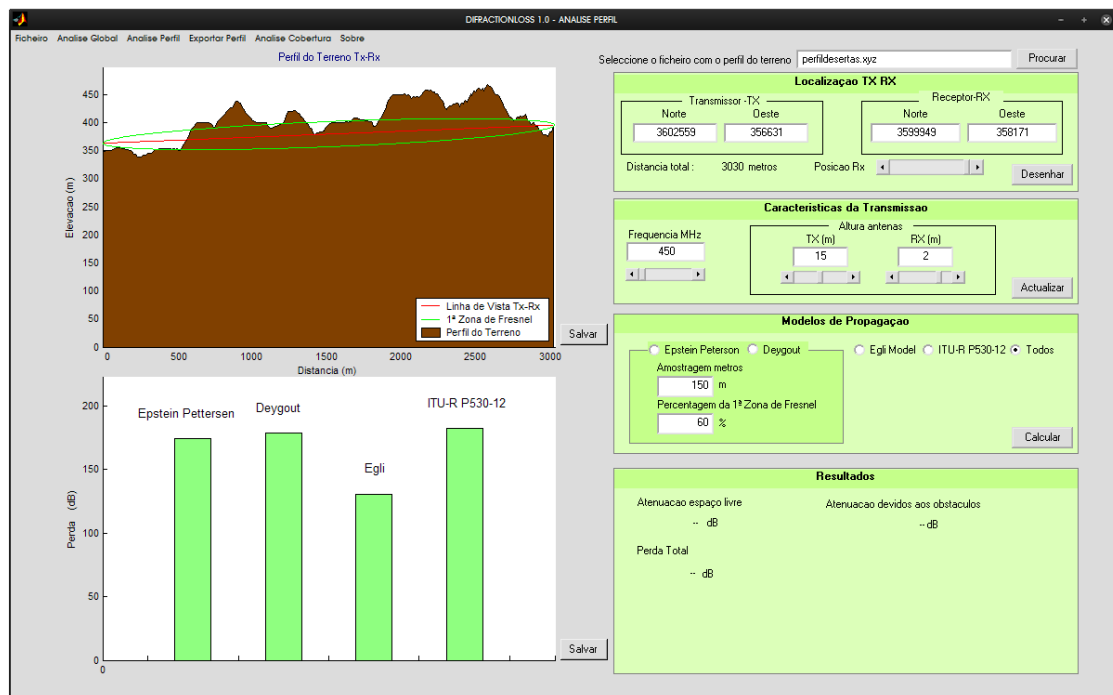 DIFRACTIONLOSS 1.0 - ANALISE PERFIL
Ficheiro Analise Global Analise Perfil Exportar Perfil Analise Cobertura Sobre
Perfil do Terreno Tx-Rx
Elevacao (m)
450
400
350
300
250
200
150
100
50
0
0 500 1000 1500 2000 2500 3000
Distancia (m)
Linha de Vista Tx-Rx
1ª Zona de Fresnel
Perfil do Terreno
Salvar
Perda (dB)
200
150
100
50
0
0
Epstein Pettersen
Deygout
Egli
ITU-R P530-12
Salvar
Seleccione o ficheiro com o perfil do terreno perfildesertas.xyz Procurar
Localizaçao TX RX
Transmissor -TX
Norte Oeste
3602559 356631
Receptor-RX
Norte Oeste
3599949 358171
Distancia total : 3030 metros Posicao Rx
Desenhar
Caracteristicas da Transmissao
Frequencia MHz
450
Altura antenas
TX (m) RX (m)
15 2
Actualizar
Modelos de Propagaçao
Epstein Peterson Deygout Egli Model ITU-R P530-12 Todos
Amostragem metros
150 m
Percentagem da 1ª Zona de Fresnel
60 %
Calcular
Resultados
Atenuacao espaço livre
-- dB
Atenuacao devidos aos obstaculos
-- dB
Perda Total
-- dB